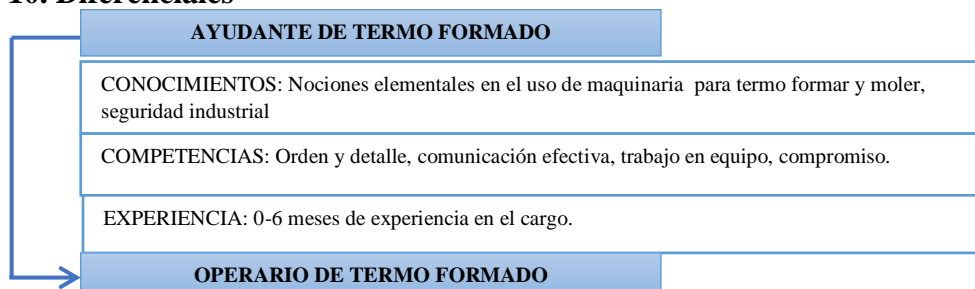 10. Diferenciales
AYUDANTE DE TERMO FORMADO
CONOCIMIENTOS: Nociones elementales en el uso de maquinaria para termo formar y moler,
seguridad industrial
COMPETENCIAS: Orden y detalle, comunicación efectiva, trabajo en equipo, compromiso.
EXPERIENCIA: 0-6 meses de experiencia en el cargo.
OPERARIO DE TERMO FORMADO